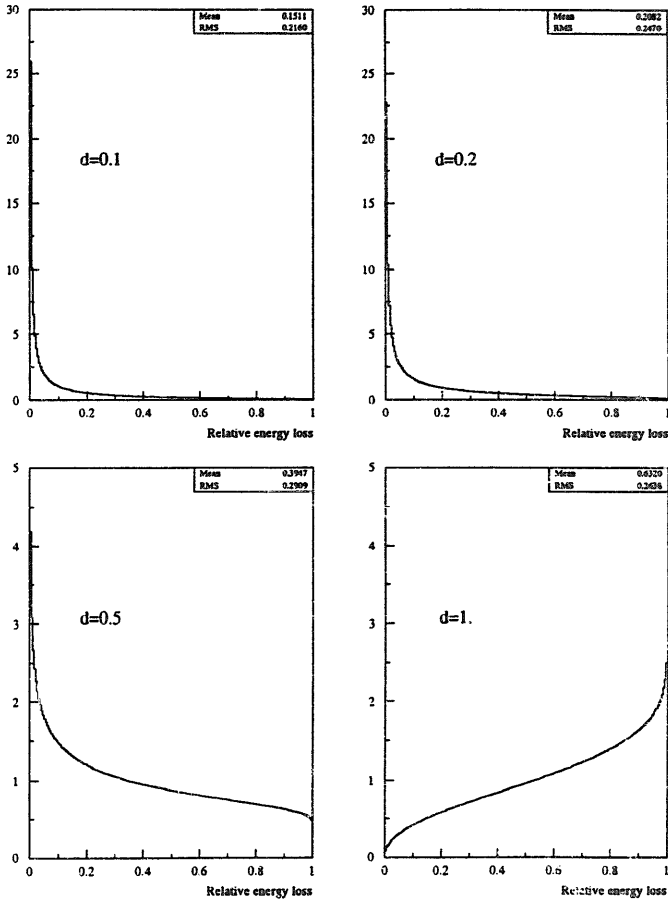 Mean 0.1511
RMS 0.2160
30
25
20
15
10
5
0
d=0.1
0 0.2 0.4 0.6 0.8 1
Relative energy loss
Mean 0.2082
RMS 0.2470
30
25
20
15
10
5
0
d=0.2
0 0.2 0.4 0.6 0.8 1
Relative energy loss
Mean 0.3947
RMS 0.2909
5
4
3
2
1
0
d=0.5
0 0.2 0.4 0.6 0.8 1
Relative energy loss
Mean 0.6320
RMS 0.2636
5
4
3
2
1
0
d=1.
0 0.2 0.4 0.6 0.8 1
Relative energy loss